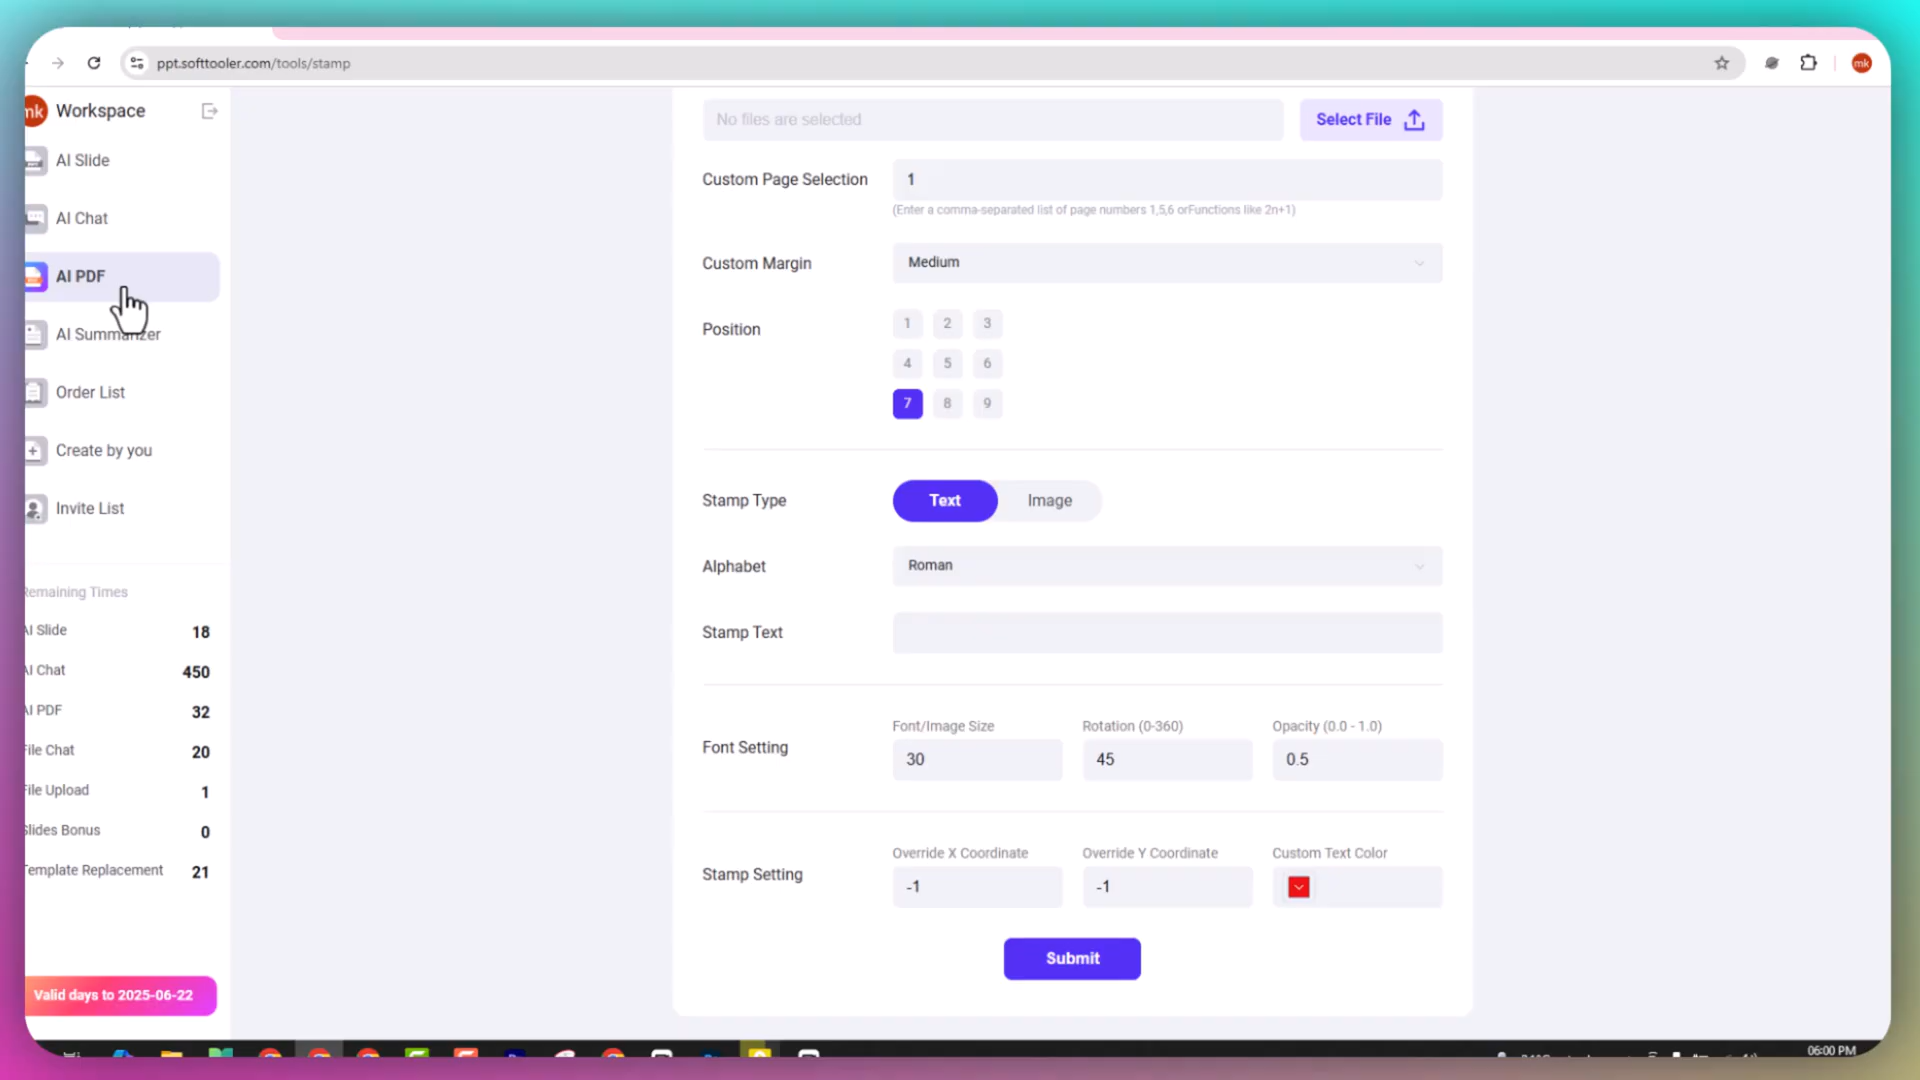 ppt.softtooler.com/tools/stamp
mk
mk Workspace
AI Slide
AI Chat
AI PDF
AI Summarizer
Order List
Create by you
Invite List
Remaining Times
AI Slide 18
AI Chat 450
AI PDF 32
File Chat 20
File Upload 1
Slides Bonus 0
Template Replacement 21
Valid days to 2025-06-22
No files are selected
Select File
Custom Page Selection 1
(Enter a comma-separated list of page numbers 1,5,6 orFunctions like 2n+1)
Custom Margin Medium
Position
1 2 3
4 5 6
7 8 9
Stamp Type Text Image
Alphabet Roman
Stamp Text
Font/Image Size Rotation (0-360) Opacity (0.0 - 1.0)
Font Setting 30 45 0.5
Override X Coordinate Override Y Coordinate Custom Text Color
Stamp Setting -1 -1
Submit
06:00 PM